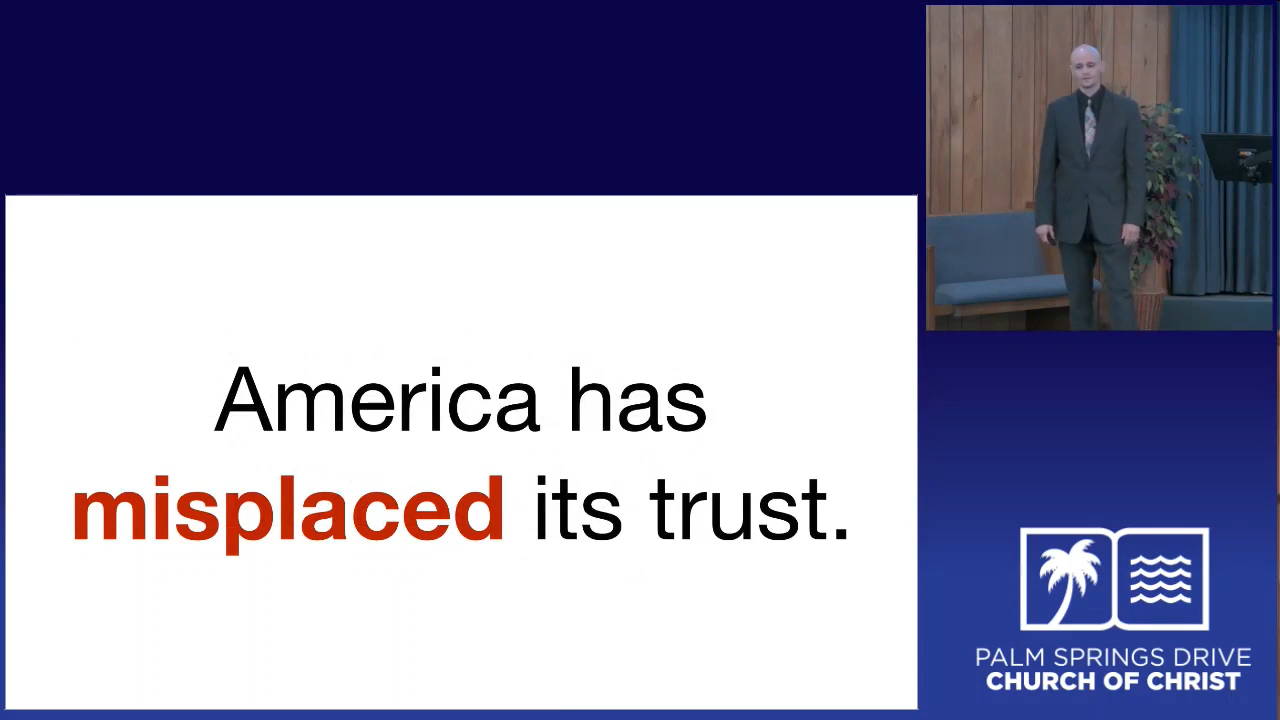 America has
misplaced its trust.
PALM SPRINGS DRIVE
CHURCH OF CHRIST